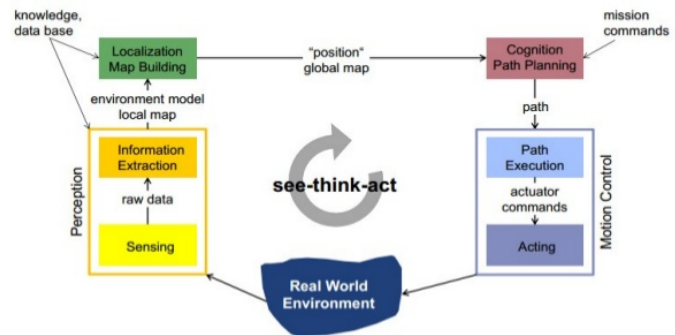 knowledge,
data base
Localization
Map Building
"position"
global map
Cognition
Path Planning
mission
commands
environment model
local map
path
Perception
Information
Extraction
raw data
Sensing
see-think-act
Path
Execution
actuator
commands
Acting
Motion Control
Real World
Environment